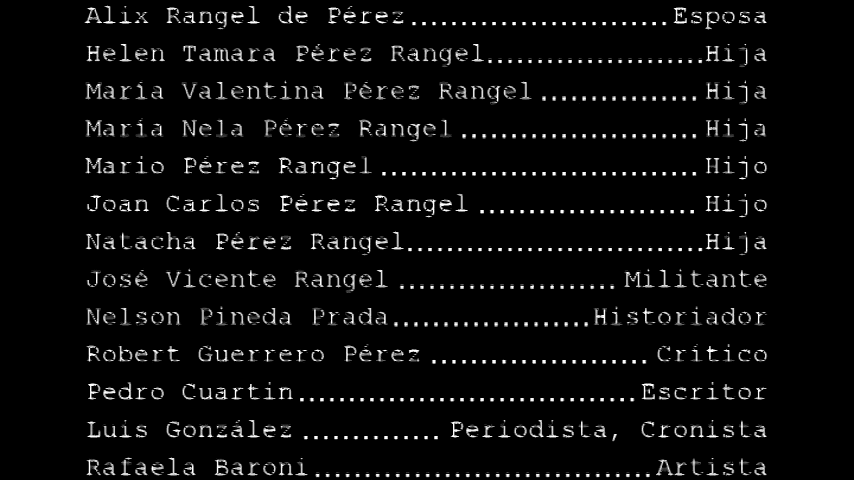 Alix Rangel de Pérez..........................Esposa
Helen Tamara Pérez Rangel......................Hija
María Valentina Pérez Rangel ................ Hija
María Nela Pérez Rangel ........................ Hija
Mario Pérez Rangel ................................ Hijo
Joan Carlos Pérez Rangel ...................... Hijo
Natacha Pérez Rangel..............................Hija
José Vicente Rangel ...................... Militante
Nelson Pineda Prada....................Historiador
Robert Guerrero Pérez ...................... Crítico
Pedro Cuartín..................................Escritor
Luis González .............. Periodista, Cronista
Rafaela Baroni..................................Artista